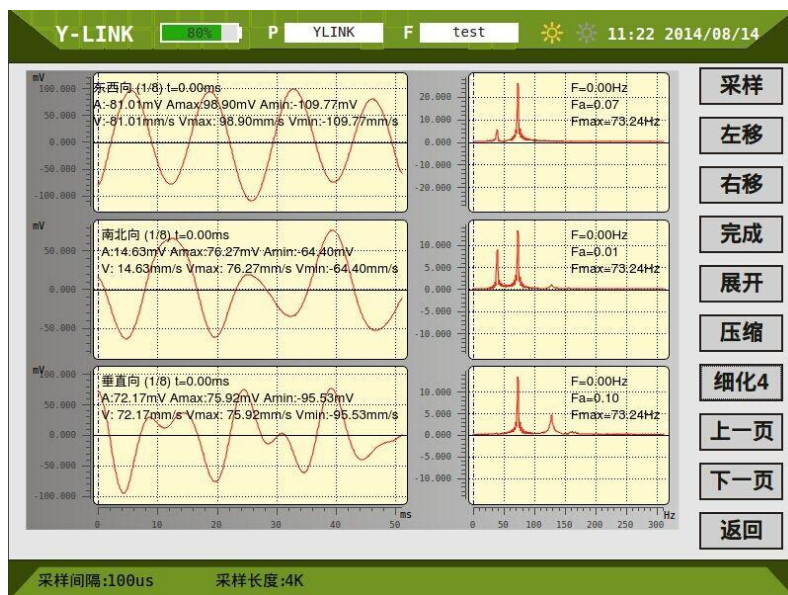 Y-LINK 80% P YLINK F test 11:22 2014/08/14
mV
100.000
50.000
0.000
-50.000
-100.000
东西向 (1/8) t=0.00ms
A:-81.01mV Amax:98.90mV Amin:-109.77mV
V:-81.01mm/s Vmax: 98.90mm/s Vmin:-109.77mm/s
20.000
10.000
0.000
-10.000
-20.000
F=0.00Hz
Fa=0.07
Fmax=73.24Hz
mV
50.000
0.000
-50.000
南北向 (1/8) t=0.00ms
A:14.63mV Amax:76.27mV Amin:-64.40mV
V: 14.63mm/s Vmax: 76.27mm/s Vmin:-64.40mm/s
10.000
5.000
0.000
-5.000
-10.000
F=0.00Hz
Fa=0.01
Fmax=73.24Hz
mV
100.000
50.000
0.000
-50.000
-100.000
垂直向 (1/8) t=0.00ms
A:72.17mV Amax:75.92mV Amin:-95.53mV
V: 72.17mm/s Vmax: 75.92mm/s Vmin:-95.53mm/s
10.000
5.000
0.000
-5.000
-10.000
F=0.00Hz
Fa=0.10
Fmax=73.24Hz
0 10 20 30 40 50 ms
0 50 100 150 200 250 300 Hz
采样
左移
右移
完成
展开
压缩
细化4
上一页
下一页
返回
采样间隔:100us 采样长度:4K